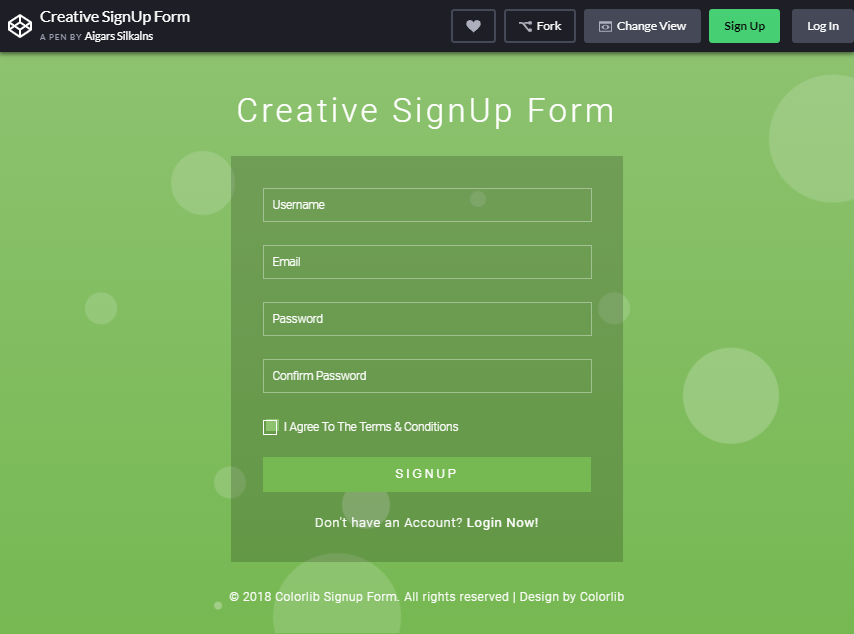 Creative SignUp Form
A PEN BY Aigars Silkalns
Fork
Change View
Sign Up
Log In
Creative SignUp Form
Username
Email
Password
Confirm Password
I Agree To The Terms & Conditions
SIGNUP
Don't have an Account? Login Now!
© 2018 Colorlib Signup Form. All rights reserved | Design by Colorlib